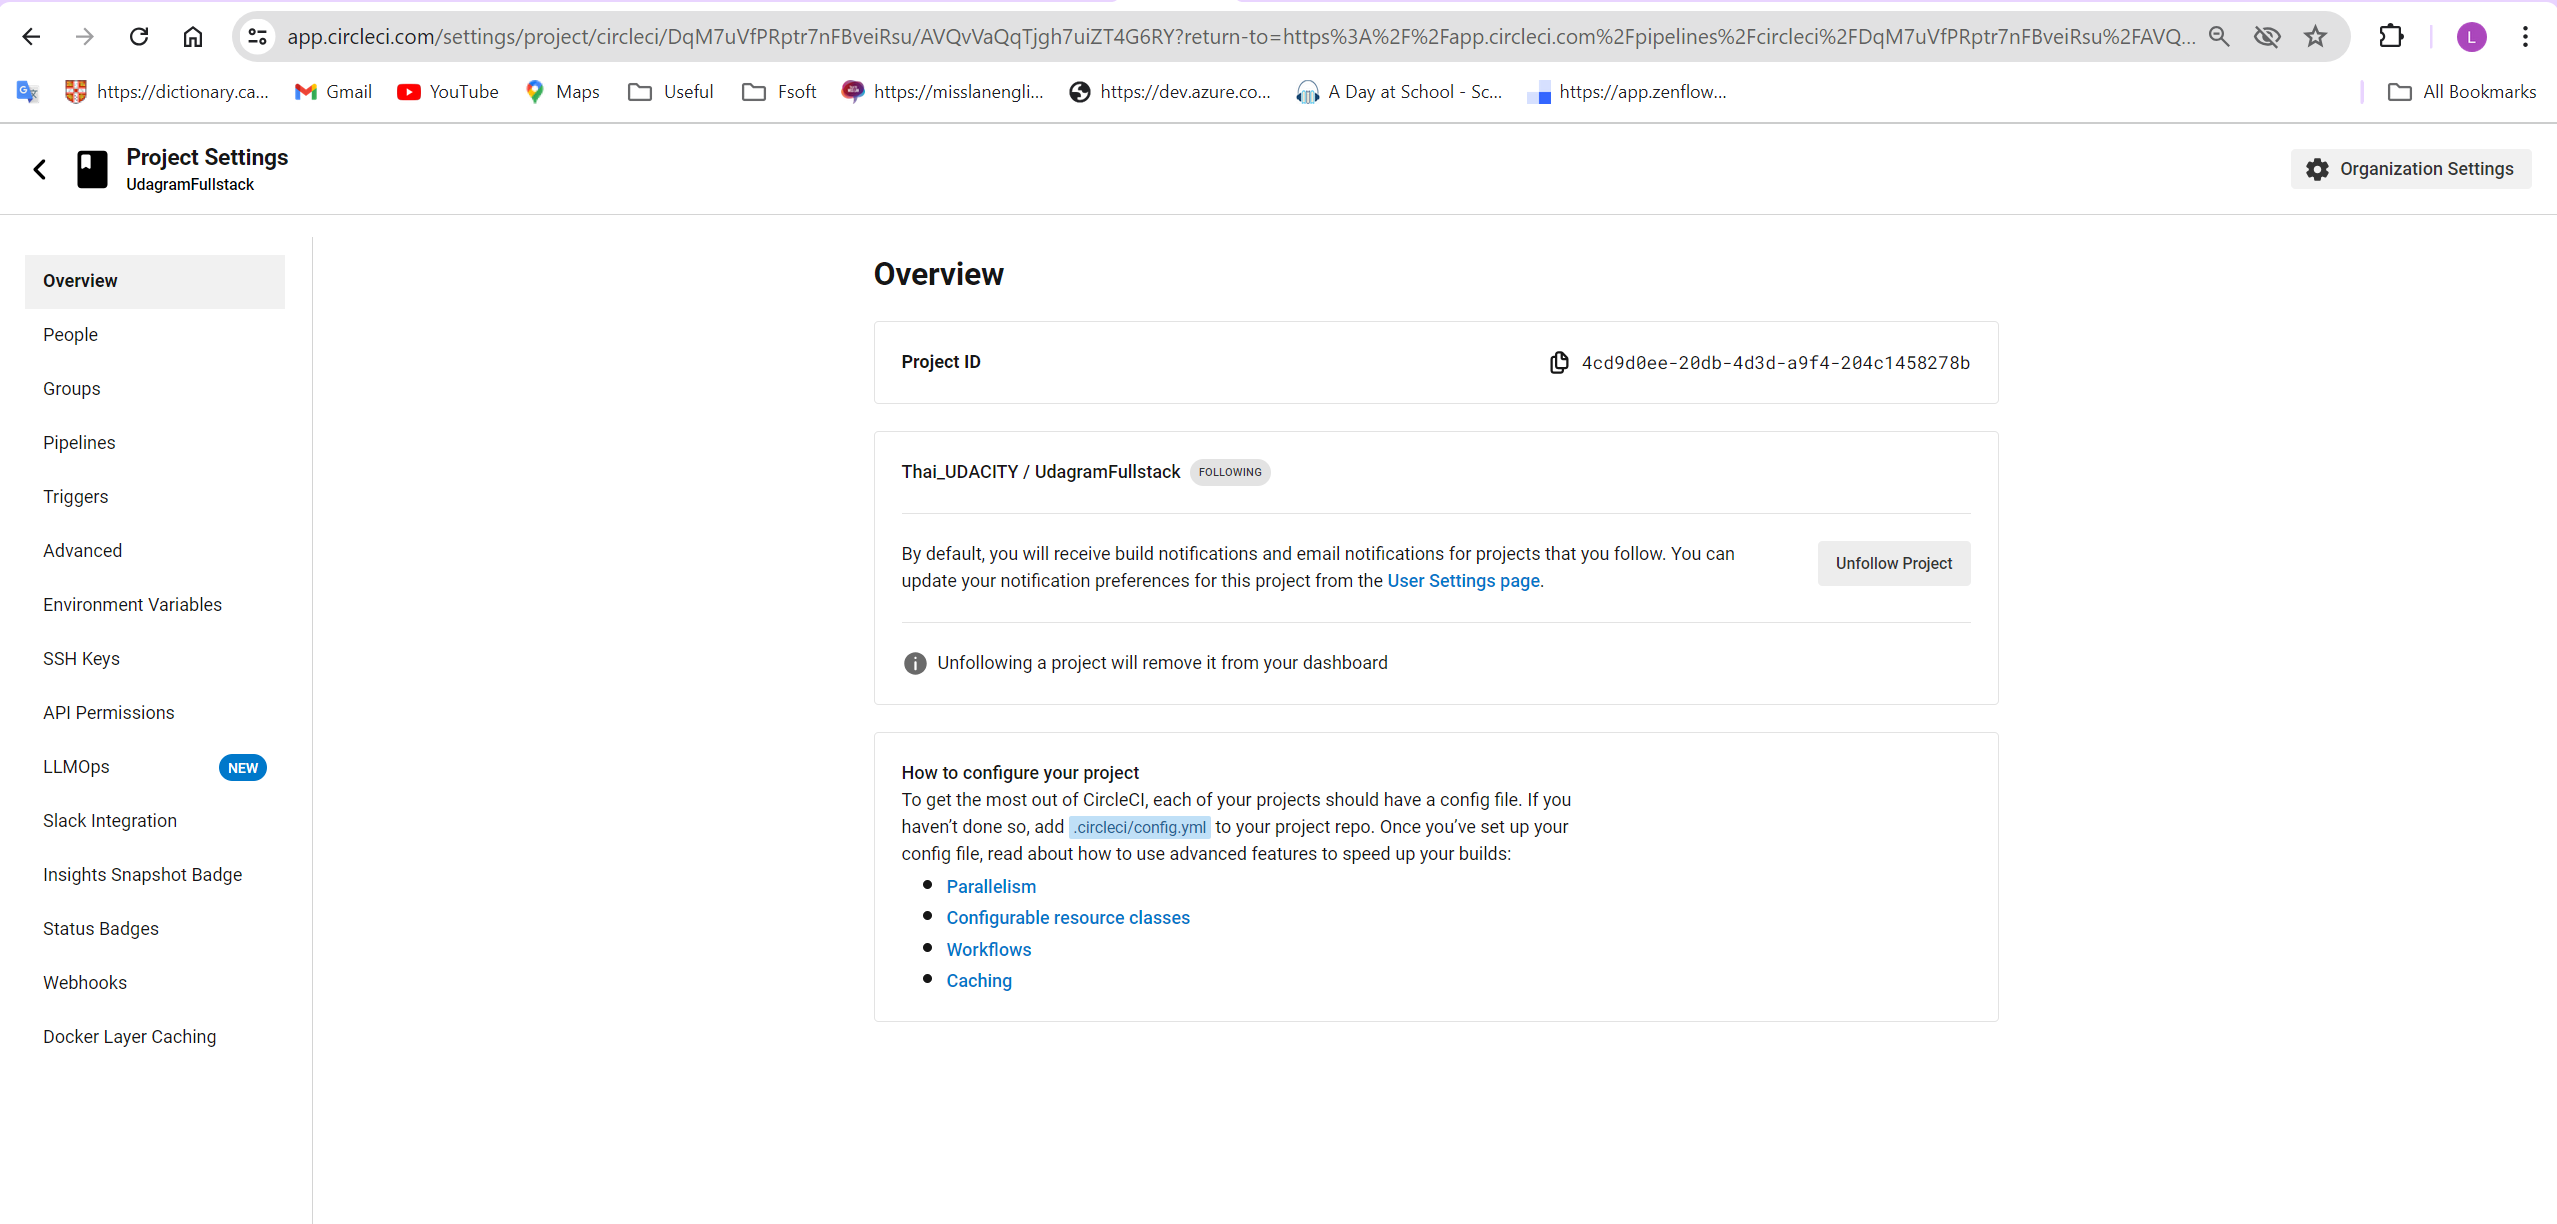 app.circleci.com/settings/project/circleci/DqM7uVfPRptr7nFBveiRsu/AVQvVaQqTjgh7uiZT4G6RY?return-to=https%3A%2F%2Fapp.circleci.com%2Fpipelines%2Fcircleci%2FDqM7uVfPRptr7nFBveiRsu%2FAVQ...
L
https://dictionary.ca... Gmail YouTube Maps Useful Fsoft https://misslanengli... https://dev.azure.co... A Day at School - Sc... https://app.zenflow... All Bookmarks
Project Settings
UdagramFullstack
Organization Settings
Overview
People
Groups
Pipelines
Triggers
Advanced
Environment Variables
SSH Keys
API Permissions
LLMOps NEW
Slack Integration
Insights Snapshot Badge
Status Badges
Webhooks
Docker Layer Caching
Overview
Project ID 4cd9d0ee-20db-4d3d-a9f4-204c1458278b
Thai_UDACITY / UdagramFullstack FOLLOWING
By default, you will receive build notifications and email notifications for projects that you follow. You can
update your notification preferences for this project from the User Settings page.
Unfollow Project
Unfollowing a project will remove it from your dashboard
How to configure your project
To get the most out of CircleCI, each of your projects should have a config file. If you
haven't done so, add .circleci/config.yml to your project repo. Once you've set up your
config file, read about how to use advanced features to speed up your builds:
Parallelism
Configurable resource classes
Workflows
Caching